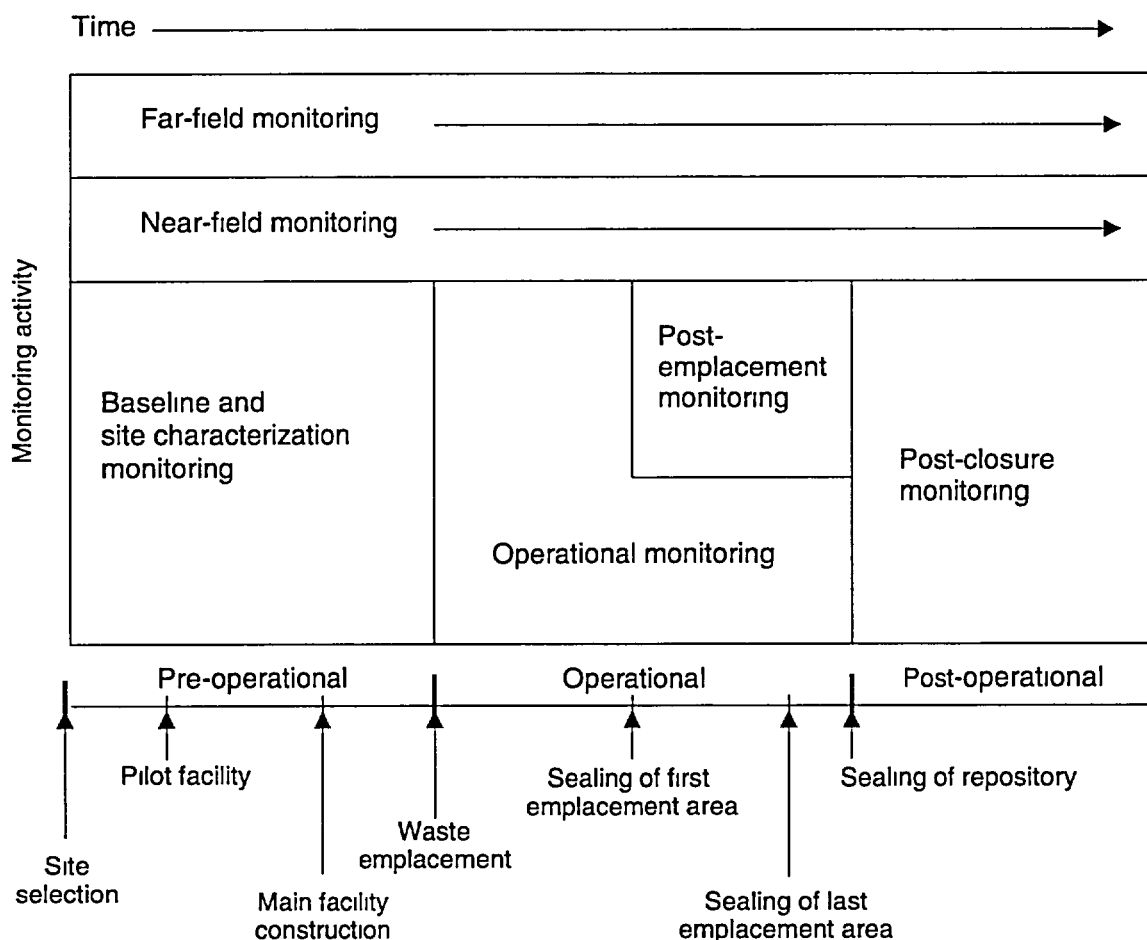 Time
Far-field monitoring
Near-field monitoring
Monitoring activity
Baseline and
site characterization
monitoring
Post-
emplacement
monitoring
Operational monitoring
Post-closure
monitoring
Pre-operational
Operational
Post-operational
Pilot facility
Sealing of first
emplacement area
Sealing of repository
Waste
emplacement
Site
selection
Main facility
construction
Sealing of last
emplacement area